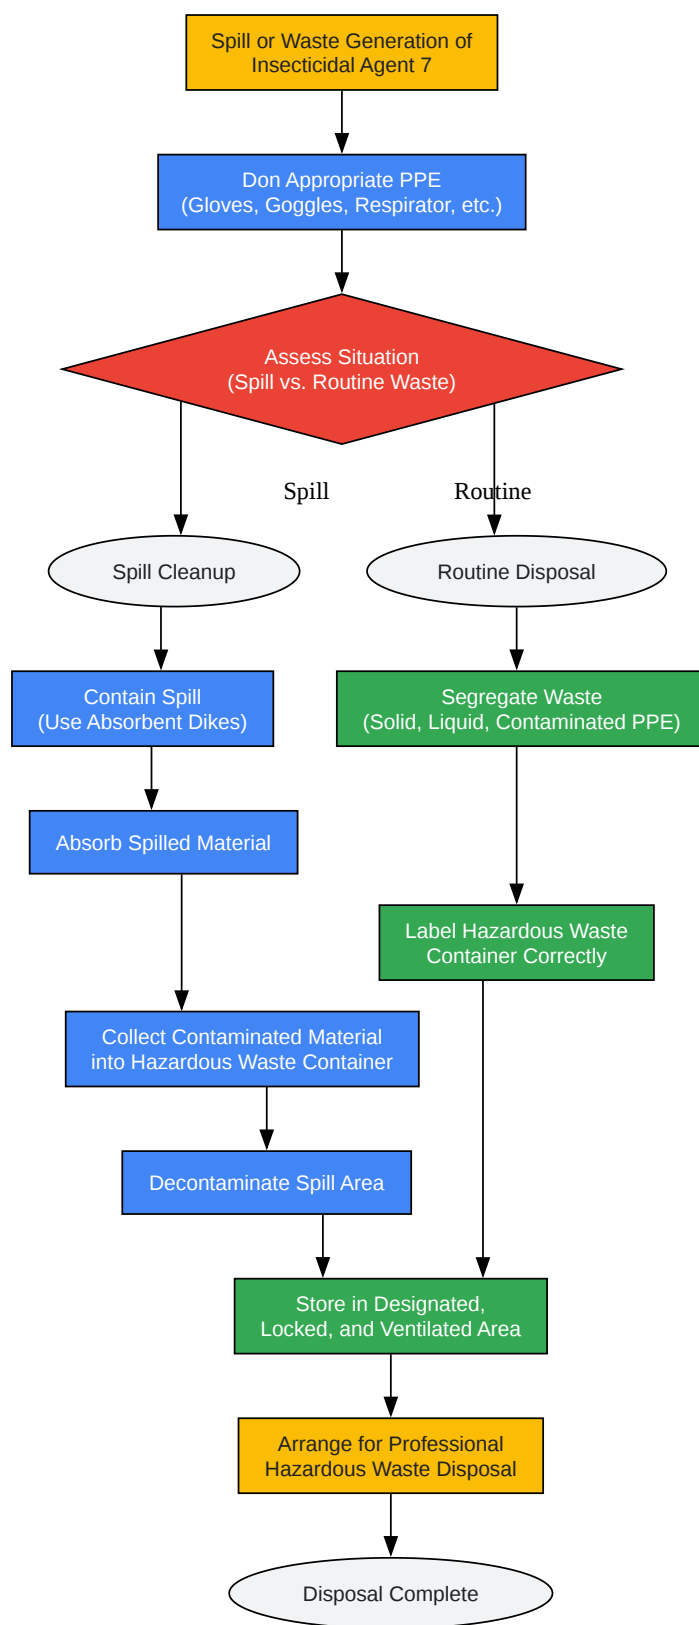 Spill or Waste Generation of
Insecticidal Agent 7
Don Appropriate PPE
(Gloves, Goggles, Respirator, etc.)
Assess Situation
(Spill vs. Routine Waste)
Spill
Routine
Spill Cleanup
Routine Disposal
Contain Spill
(Use Absorbent Dikes)
Segregate Waste
(Solid, Liquid, Contaminated PPE)
Absorb Spilled Material
Label Hazardous Waste
Container Correctly
Collect Contaminated Material
into Hazardous Waste Container
Decontaminate Spill Area
Store in Designated,
Locked, and Ventilated Area
Arrange for Professional
Hazardous Waste Disposal
Disposal Complete